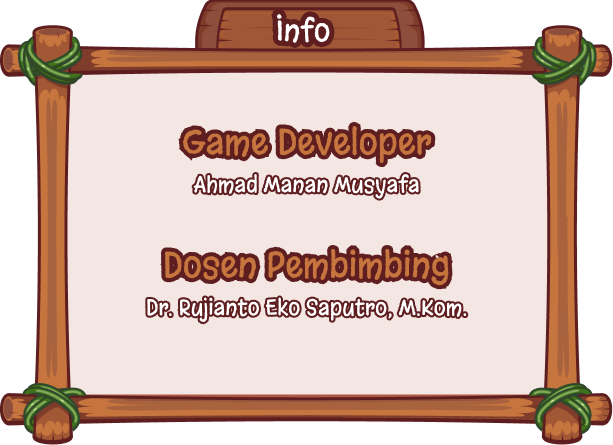 info
Game Developer
Ahmad Manan Musyafa
Dosen Pembimbing
Dr. Rujianto Eko Saputro, M.Kom.